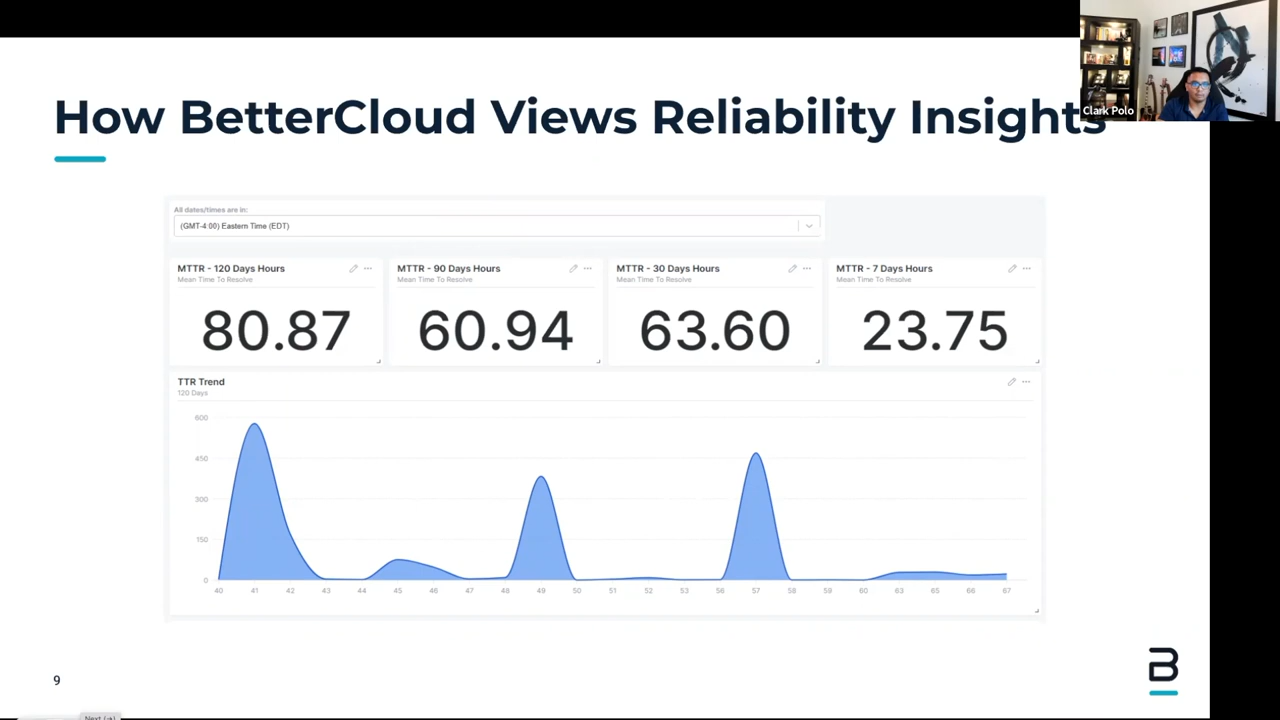 Clark Polo
How BetterCloud Views Reliability Insights
All dates/times are in:
(GMT-4:00) Eastern Time (EDT)
MTTR - 120 Days Hours
Mean Time To Resolve
80.87
MTTR - 90 Days Hours
Mean Time To Resolve
60.94
MTTR - 30 Days Hours
Mean Time To Resolve
63.60
MTTR - 7 Days Hours
Mean Time To Resolve
23.75
TTR Trend
120 Days
600
450
300
150
0
40 41 42 43 44 45 46 47 48 49 50 51 52 53 56 57 58 59 60 63 65 66 67
9
B